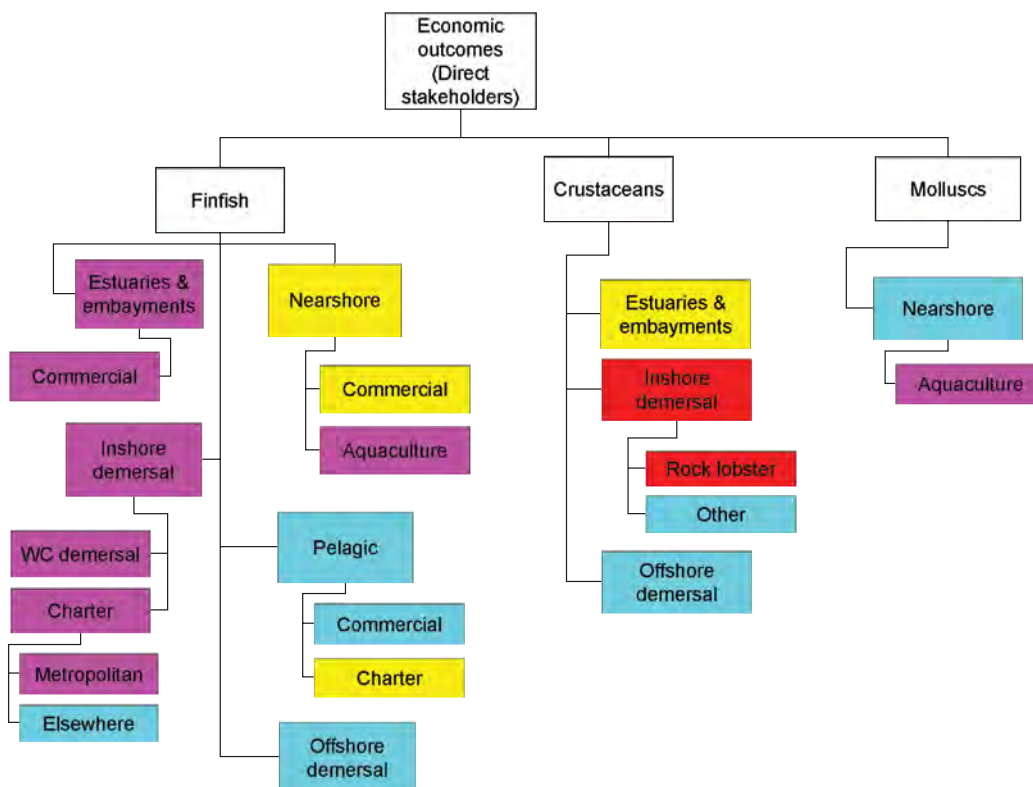 Economic
outcomes
(Direct
stakeholders)
Finfish
Crustaceans
Molluscs
Estuaries &
embayments
Commercial
Inshore
demersal
WC demersal
Charter
Metropolitan
Elsewhere
Nearshore
Commercial
Aquaculture
Pelagic
Commercial
Charter
Offshore
demersal
Estuaries &
embayments
Inshore
demersal
Rock lobster
Other
Offshore
demersal
Nearshore
Aquaculture